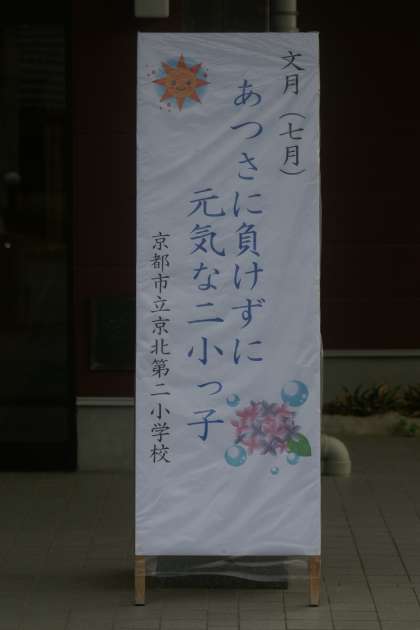 文月（七月）
あつさに負けずに
元気な二小っ子
京都市立京北第二小学校